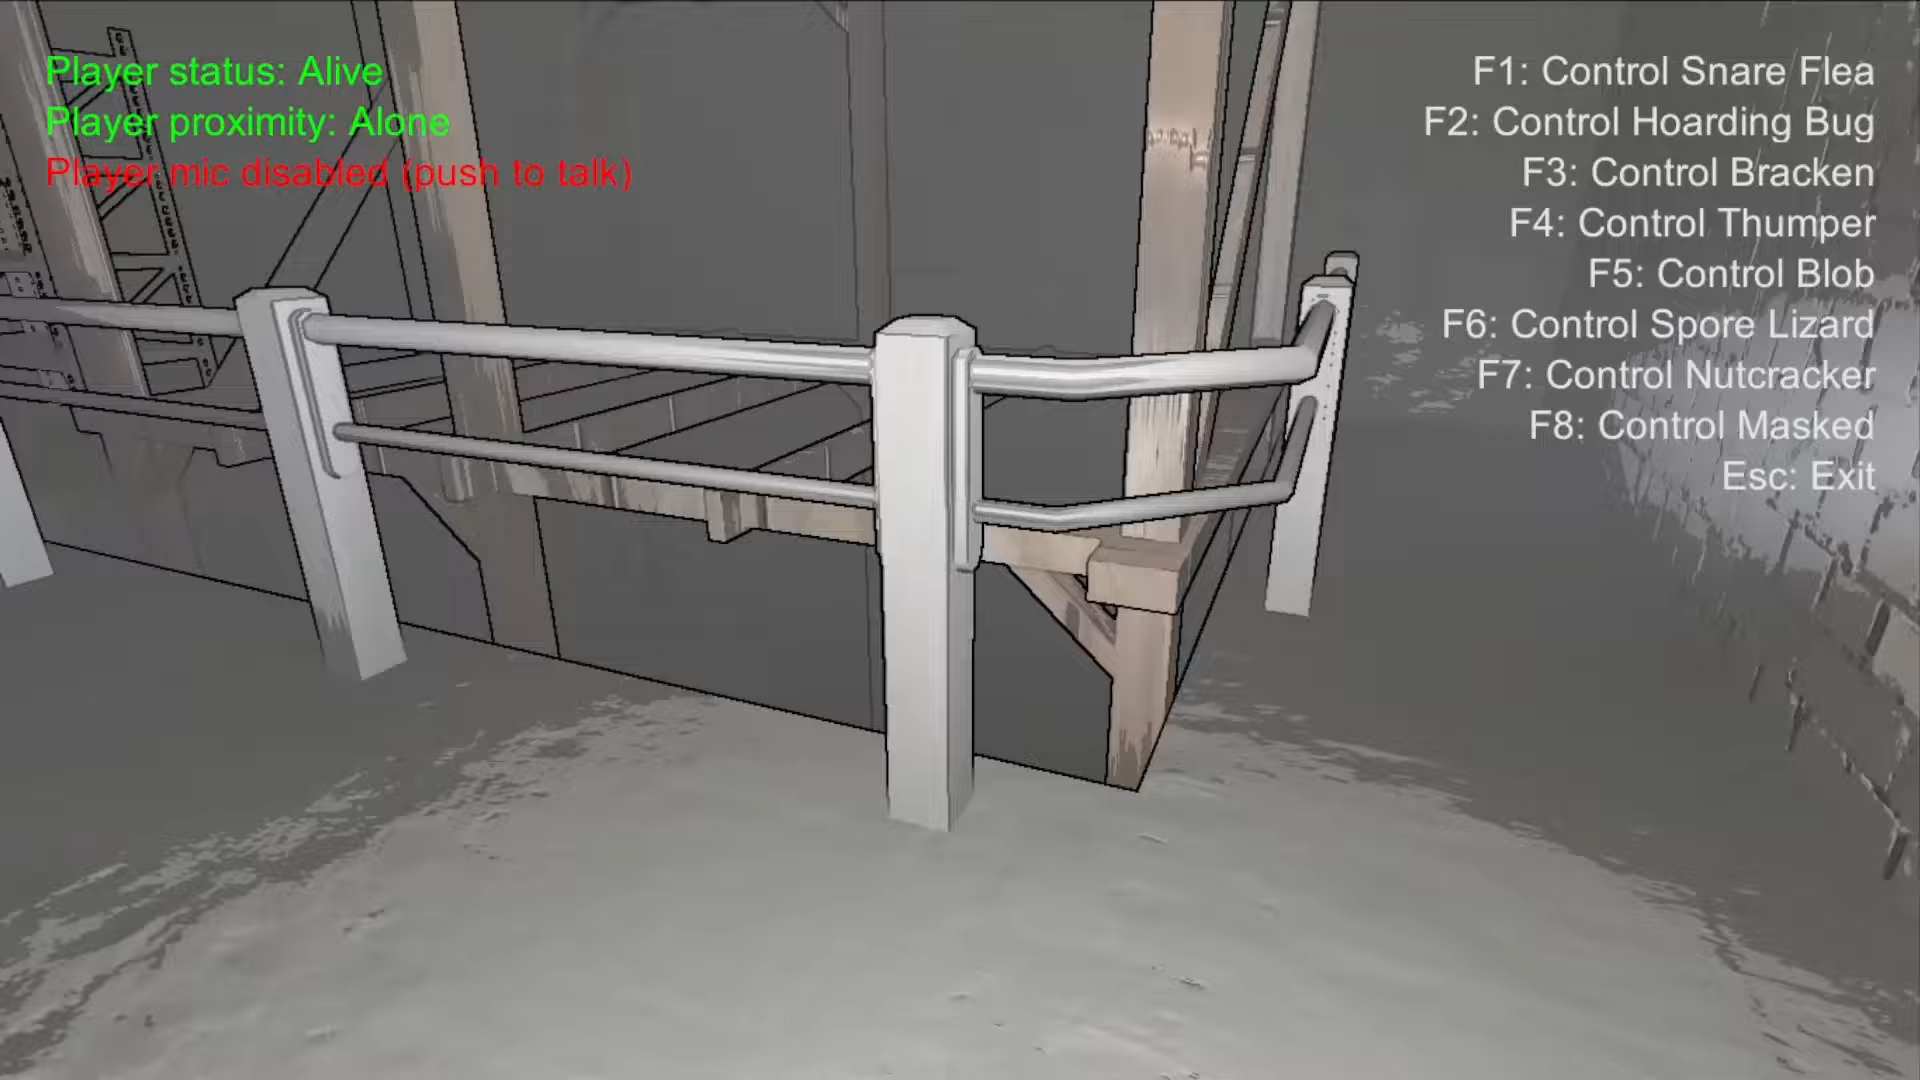 Player status: Alive
Player proximity: Alone
Player mic disabled (push to talk)
F1: Control Snare Flea
F2: Control Hoarding Bug
F3: Control Bracken
F4: Control Thumper
F5: Control Blob
F6: Control Spore Lizard
F7: Control Nutcracker
F8: Control Masked
Esc: Exit